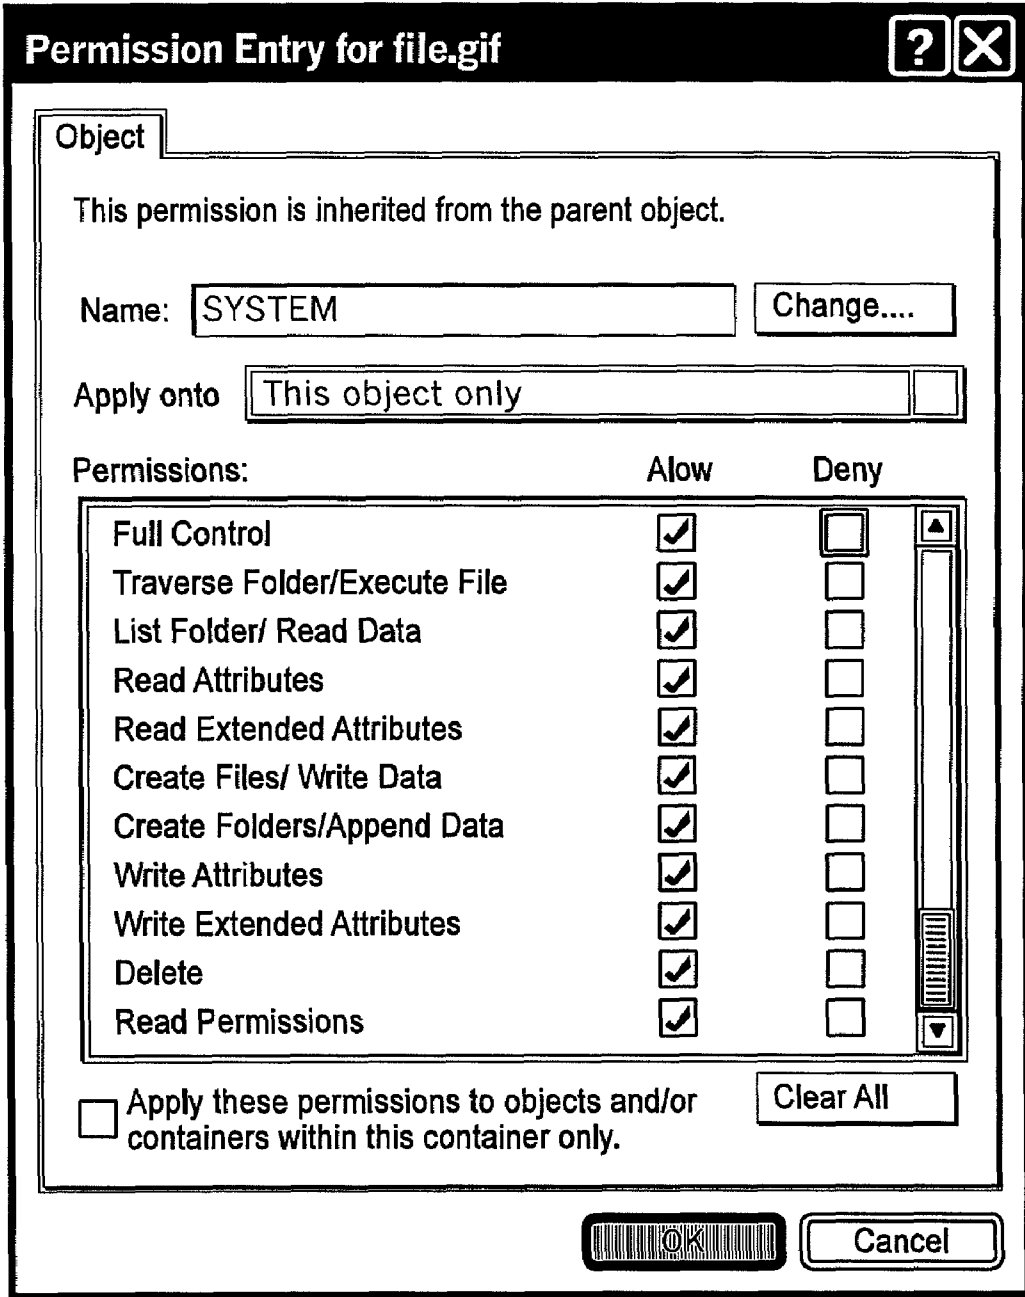 Permission Entry for file.gif ? X
Object
This permission is inherited from the parent object.
Name: SYSTEM Change....
Apply onto This object only
Permissions: Alow Deny
Full Control
Traverse Folder/Execute File
List Folder/ Read Data
Read Attributes
Read Extended Attributes
Create Files/ Write Data
Create Folders/Append Data
Write Attributes
Write Extended Attributes
Delete
Read Permissions
Apply these permissions to objects and/or
containers within this container only.
Clear All
OK Cancel